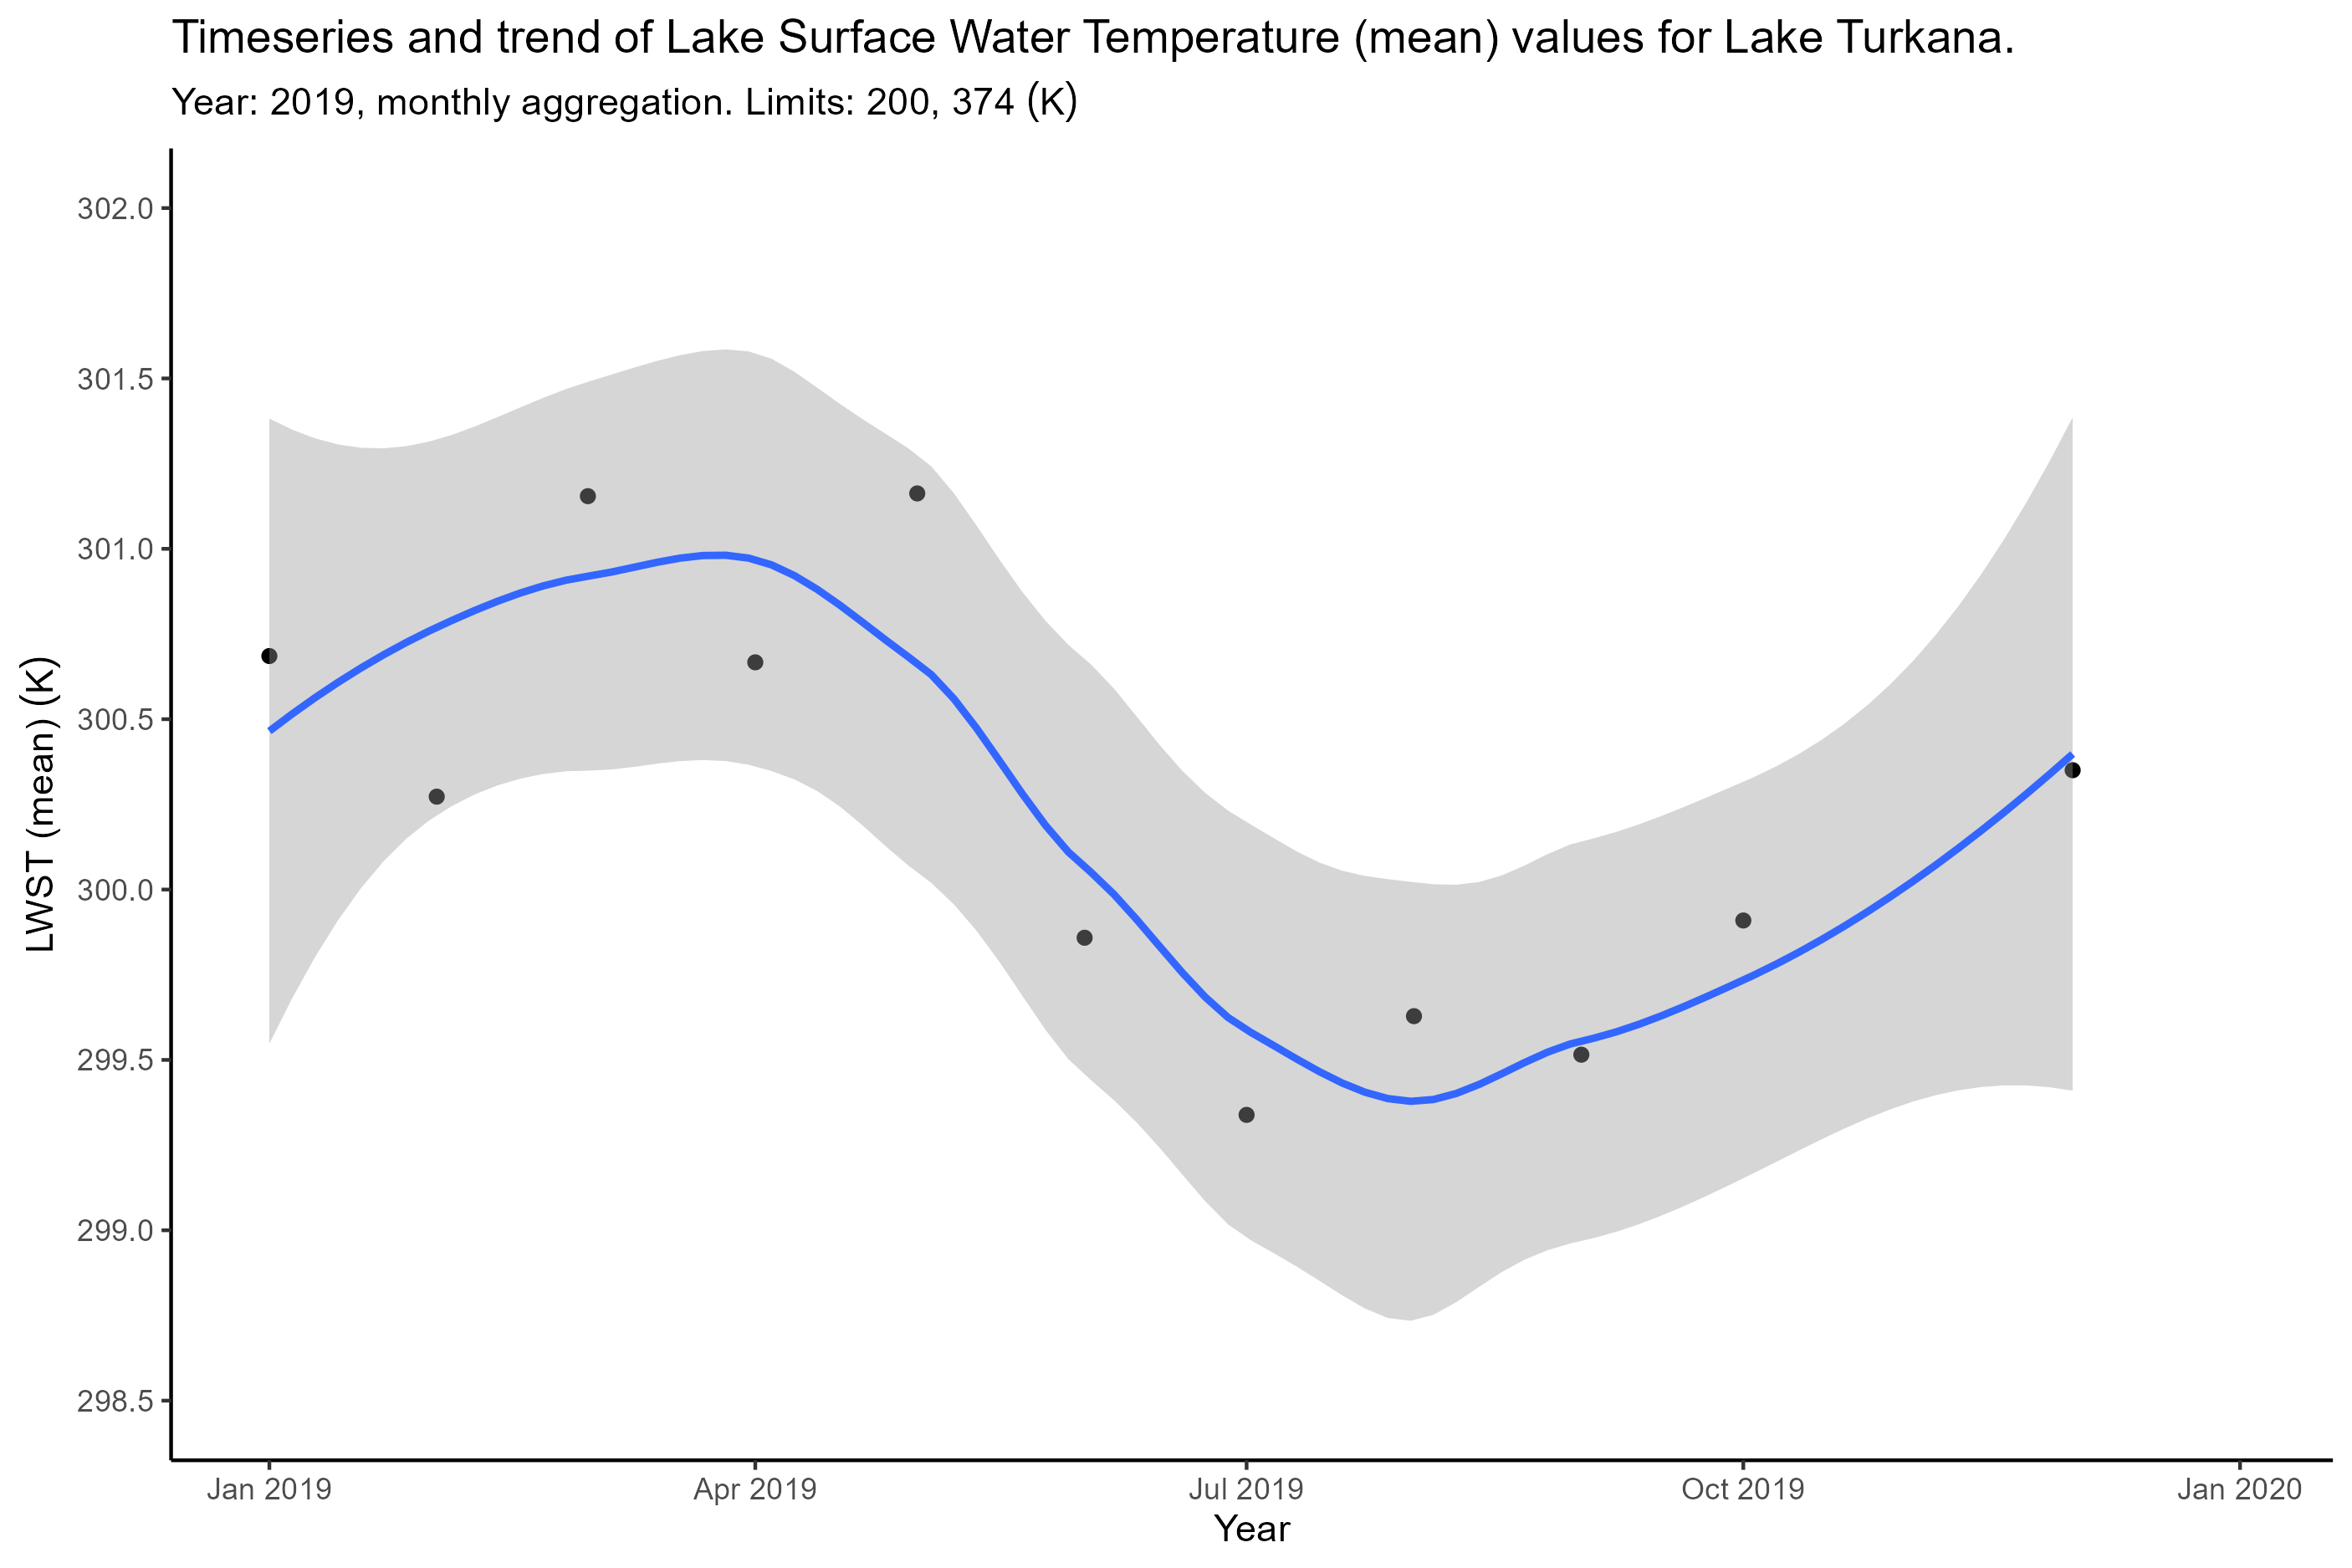 Timeseries and trend of Lake Surface Water Temperature (mean) values for Lake Turkana.
Year: 2019, monthly aggregation. Limits: 200, 374 (K)
LWST (mean) (K)
302.0
301.5
301.0
300.5
300.0
299.5
299.0
298.5
Jan 2019
Apr 2019
Jul 2019
Oct 2019
Jan 2020
Year